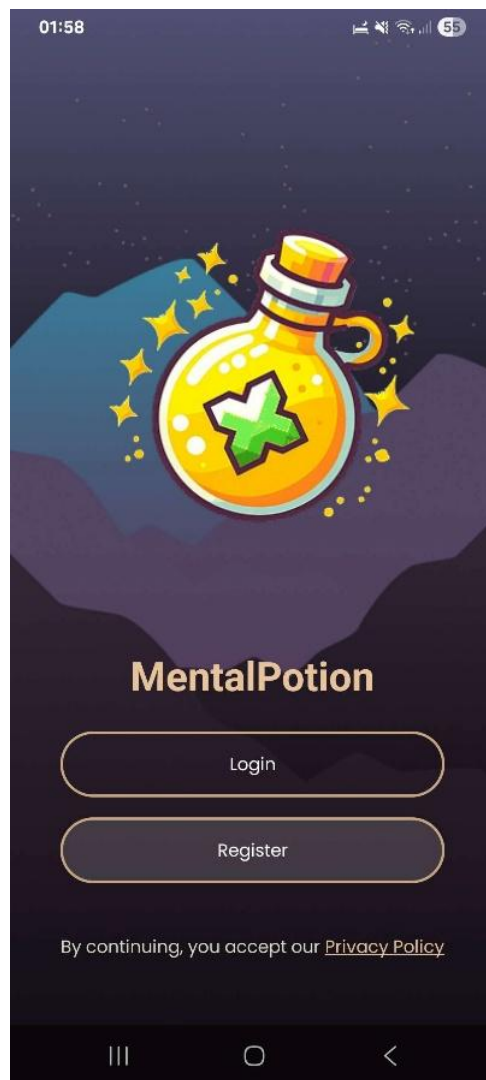 01:58
55
MentalPotion
Login
Register
By continuing, you accept our Privacy Policy